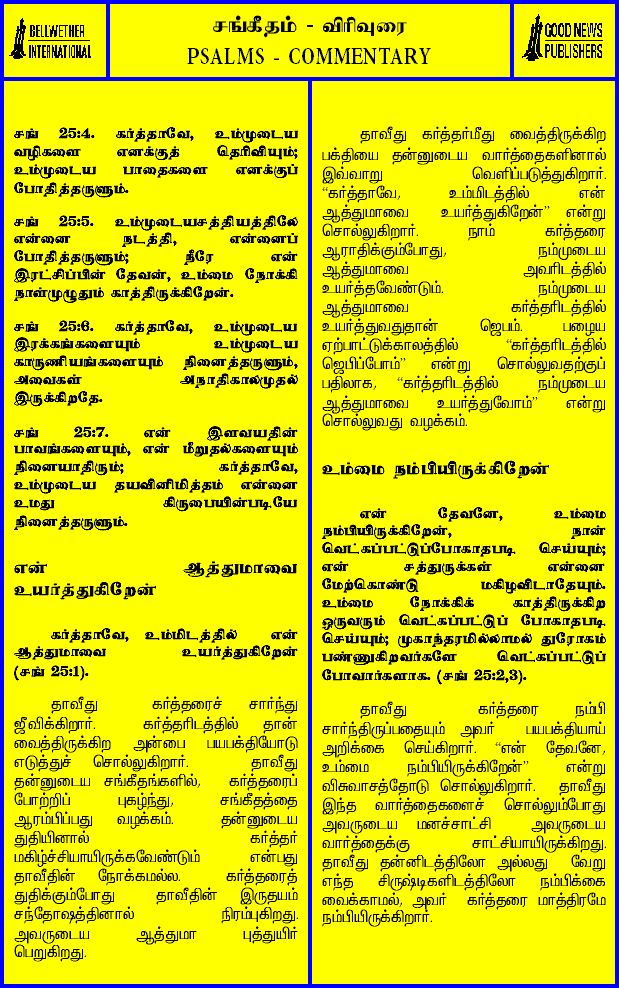 BELLWETHER
INTERNATIONAL
சங்கீதம் - விரிவுரை
PSALMS - COMMENTARY
GOOD NEWS
PUBLISHERS
சங் 25:4. கர்த்தாவே, உம்முடைய
வழிகளை எனக்குத் தெரிவியும்;
உம்முடைய பாதைகளை எனக்குப்
போதித்தருளும்.
சங் 25:5. உம்முடையசத்தியத்திலே
என்னை நடத்தி, என்னைப்
போதித்தருளும்; நீரே என்
இரட்சிப்பின் தேவன், உம்மை நோக்கி
நான்முழுதும் காத்திருக்கிறேன்.
சங் 25:6. கர்த்தாவே, உம்முடைய
இரக்கங்களையும் உம்முடைய
காருணியங்களையும் நினைத்தருளும்,
அவைகள் அநாதிகாலமுதல்
இருக்கிறதே.
சங் 25:7. என் இளவயதின்
பாவங்களையும், என் மீறுதல்களையும்
நினையாதிரும்; கர்த்தாவே,
உம்முடைய தயவினிமித்தம் என்னை
உமது கிருபையின்படியே
நினைத்தருளும்.
என் ஆத்துமாவை
உயர்த்துகிறேன்
கர்த்தாவே, உம்மிடத்தில் என்
ஆத்துமாவை உயர்த்துகிறேன்
(சங் 25:1).
தாவீது கர்த்தரைச் சார்ந்து
ஜீவிக்கிறார். கர்த்தரிடத்தில் தான்
வைத்திருக்கிற அன்பை பயபக்தியோடு
எடுத்துச் சொல்லுகிறார். தாவீது
தன்னுடைய சங்கீதங்களில், கர்த்தரைப்
போற்றிப் புகழ்ந்து, சங்கீதத்தை
ஆரம்பிப்பது வழக்கம். தன்னுடைய
துதியினால் கர்த்தர்
மகிழ்ச்சியாயிருக்கவேண்டும் என்பது
தாவீதின் நோக்கமல்ல. கர்த்தரைத்
துதிக்கும்போது தாவீதின் இருதயம்
சந்தோஷத்தினால் நிரம்புகிறது.
அவருடைய ஆத்துமா புத்துயிர்
பெறுகிறது.
தாவீது கர்த்தர்மீது வைத்திருக்கிற
பக்தியை தன்னுடைய வார்த்தைகளினால்
இவ்வாறு வெளிப்படுத்துகிறார்.
“கர்த்தாவே, உம்மிடத்தில் என்
ஆத்துமாவை உயர்த்துகிறேன்” என்று
சொல்லுகிறார். நாம் கர்த்தரை
ஆராதிக்கும்போது, நம்முடைய
ஆத்துமாவை அவரிடத்தில்
உயர்த்தவேண்டும். நம்முடைய
ஆத்துமாவை கர்த்தரிடத்தில்
உயர்த்துவதுதான் ஜெபம். பழைய
ஏற்பாட்டுக்காலத்தில் “கர்த்தரிடத்தில்
ஜெபிப்போம்” என்று சொல்லுவதற்குப்
பதிலாக, “கர்த்தரிடத்தில் நம்முடைய
ஆத்துமாவை உயர்த்துவோம்” என்று
சொல்லுவது வழக்கம்.
உம்மை நம்பியிருக்கிறேன்
என் தேவனே, உம்மை
நம்பியிருக்கிறேன், நான்
வெட்கப்பட்டுப்போகாதபடி செய்யும்;
என் சத்துருக்கள் என்னை
மேற்கொண்டு மகிழவிடாதேயும்.
உம்மை நோக்கிக் காத்திருக்கிற
ஒருவரும் வெட்கப்பட்டுப் போகாதபடி
செய்யும்; முகாந்தரமில்லாமல் துரோகம்
பண்ணுகிறவர்களே வெட்கப்பட்டுப்
போவார்களாக. (சங் 25:2,3).
தாவீது கர்த்தரை நம்பி
சார்ந்திருப்பதையும் அவர் பயபக்தியாய்
அறிக்கை செய்கிறார். “என் தேவனே,
உம்மை நம்பியிருக்கிறேன்” என்று
விசுவாசத்தோடு சொல்லுகிறார். தாவீது
இந்த வார்த்தைகளைச் சொல்லும்போது
அவருடைய மனச்சாட்சி அவருடைய
வார்த்தைக்கு சாட்சியாயிருக்கிறது.
தாவீது தன்னிடத்திலோ அல்லது வேறு
எந்த சிருஷ்டிகளிடத்திலோ நம்பிக்கை
வைக்காமல், அவர் கர்த்தரை மாத்திரமே
நம்பியிருக்கிறார்.